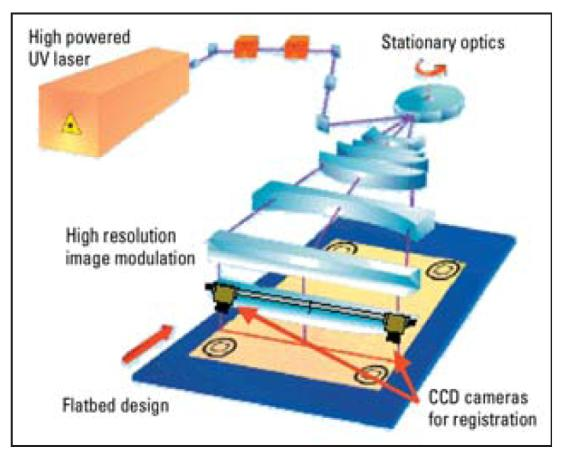 High powered
UV laser
Stationary optics
High resolution
image modulation
Flatbed design
CCD cameras
for registration